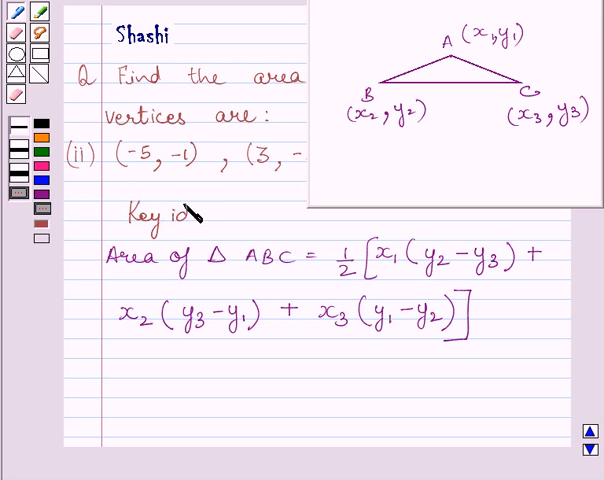 Shashi
Q Find the area
vertices are:
(ii) (-5, -1) , (3, -
Key id
Area of Δ ABC = 1/2 [x₁(y₂-y₃) +
x₂(y₃-y₁) + x₃(y₁-y₂)]
A (x₁,y₁)
B C
(x₂,y₂) (x₃,y₃)